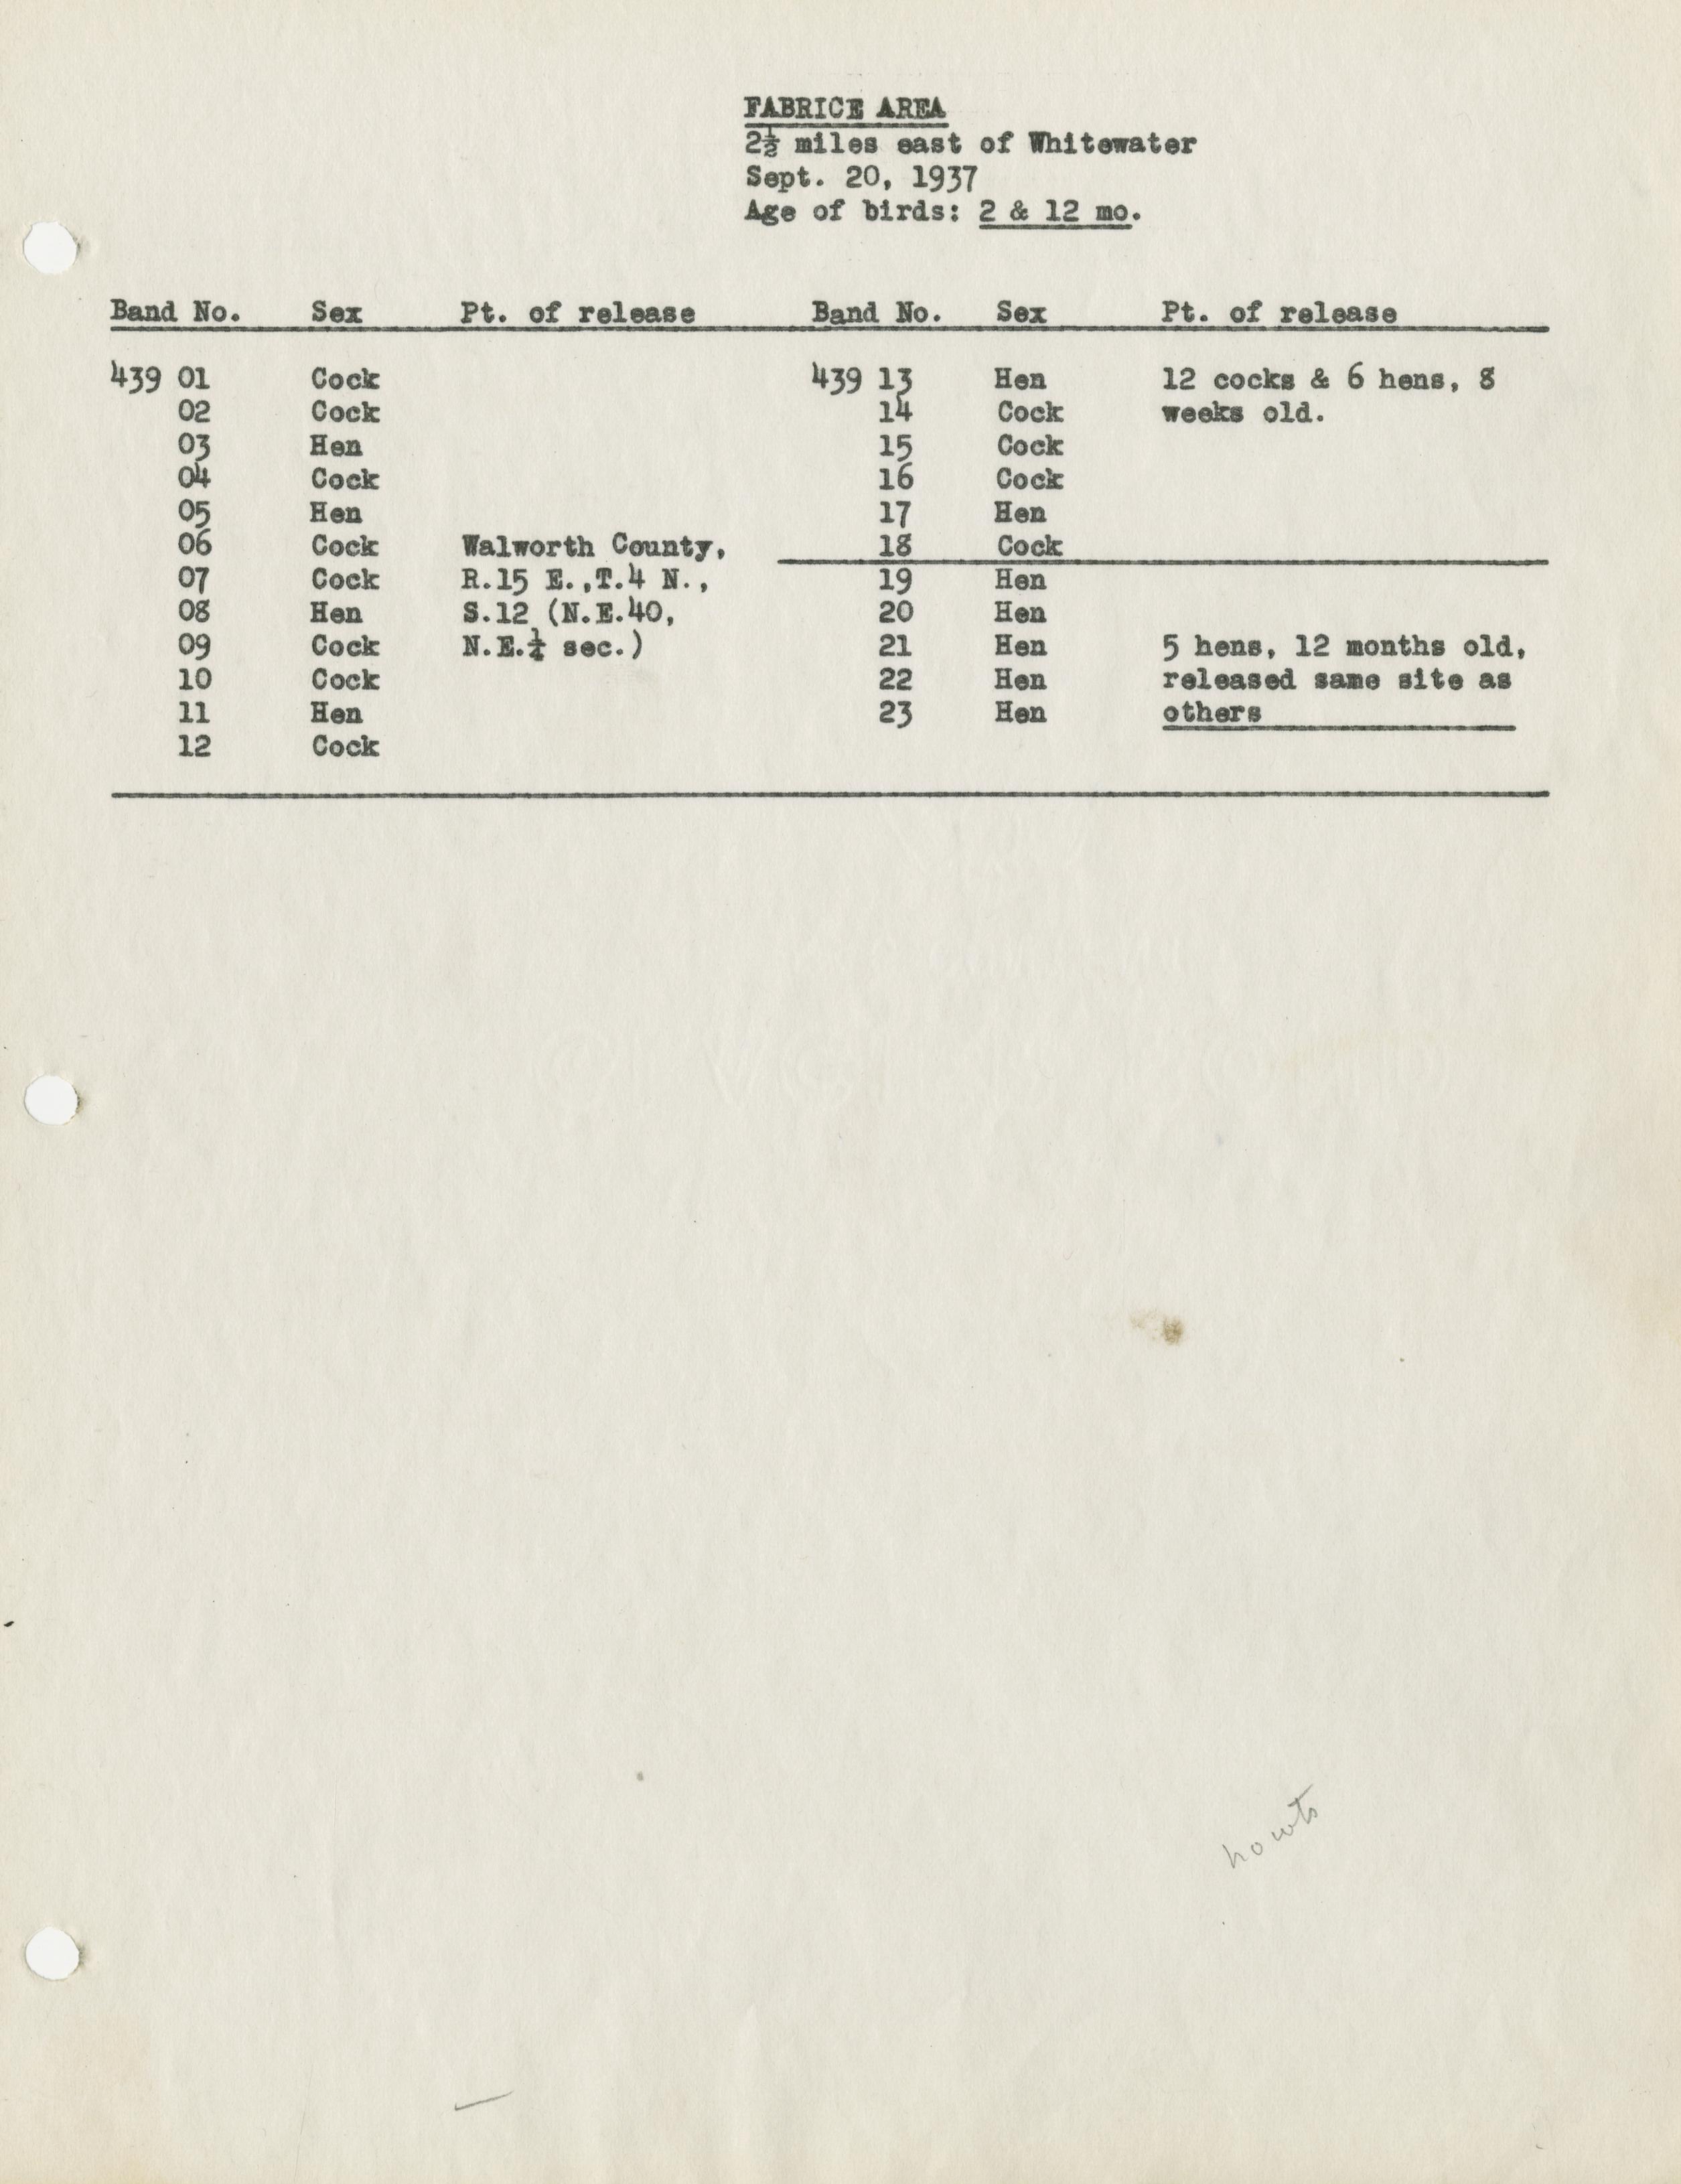 FABRICE AREA
2½ miles east of Whitewater
Sept. 20, 1937
Age of birds: 2 & 12 mo.
Band No. Sex Pt. of release Band No. Sex Pt. of release
439 01 Cock 439 13 Hen 12 cocks & 6 hens, 8
02 Cock 14 Cock weeks old.
03 Hen 15 Cock
04 Cock 16 Cock
05 Hen 17 Hen
06 Cock Walworth County, 18 Cock
07 Cock R.15 E.,T.4 N., 19 Hen
08 Hen S.12 (N.E.40, 20 Hen
09 Cock N.E.¼ sec.) 21 Hen 5 hens, 12 months old,
10 Cock 22 Hen released same site as
11 Hen 23 Hen others
12 Cock
no wts